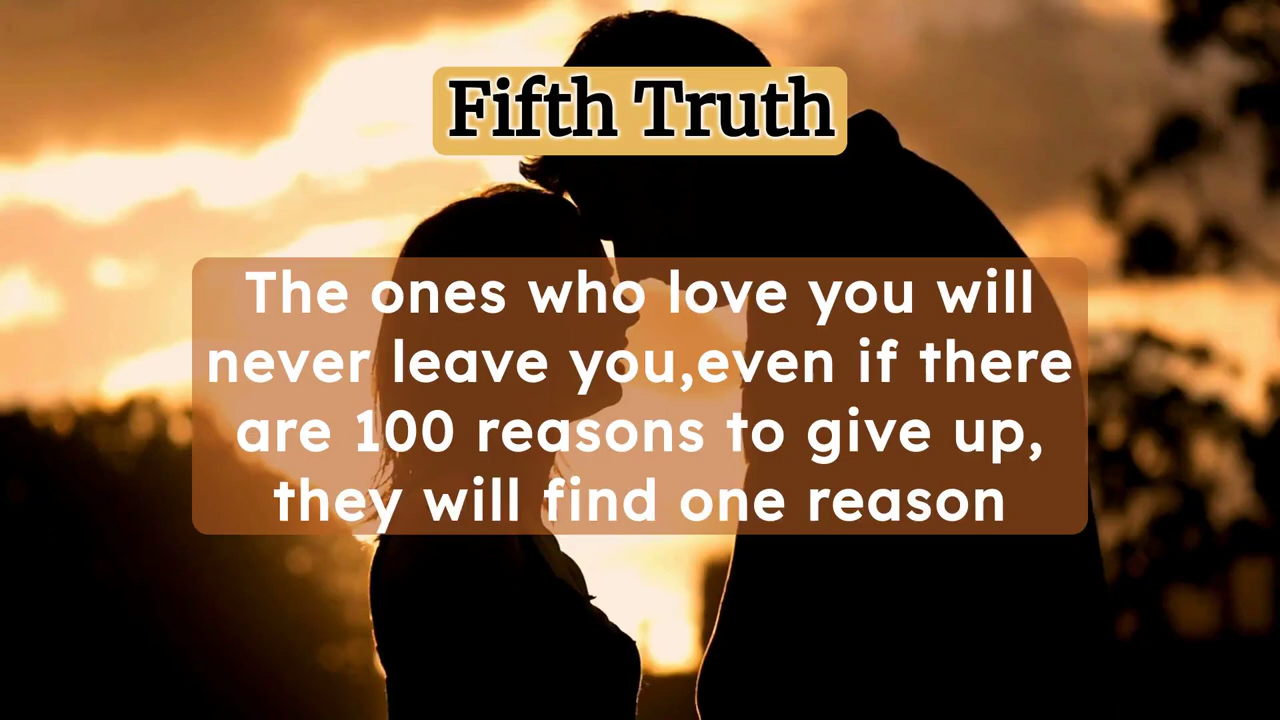 Fifth Truth
The ones who love you will
never leave you,even if there
are 100 reasons to give up,
they will find one reason